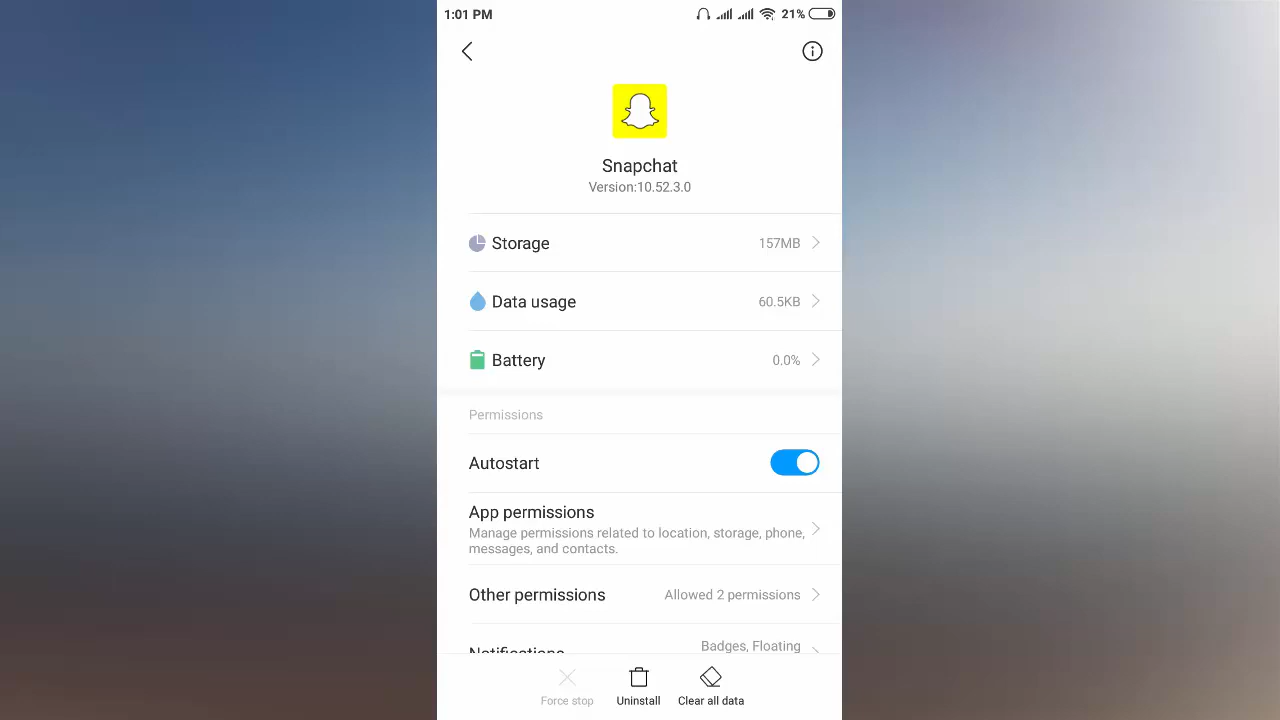 1:01 PM 21%
Snapchat
Version:10.52.3.0
Storage 157MB
Data usage 60.5KB
Battery 0.0%
Permissions
Autostart
App permissions
Manage permissions related to location, storage, phone,
messages, and contacts.
Other permissions Allowed 2 permissions
Notifications Badges, Floating
Force stop Uninstall Clear all data